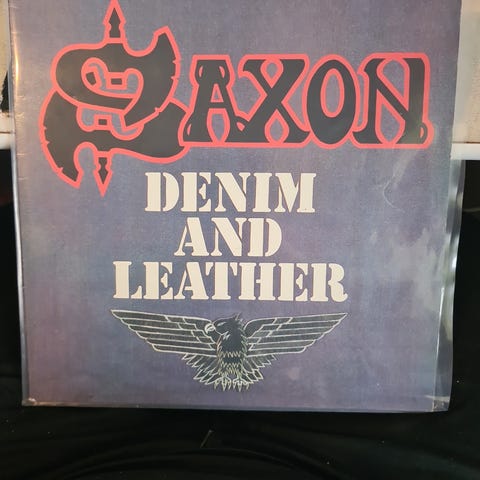 SAXON
DENIM
AND
LEATHER